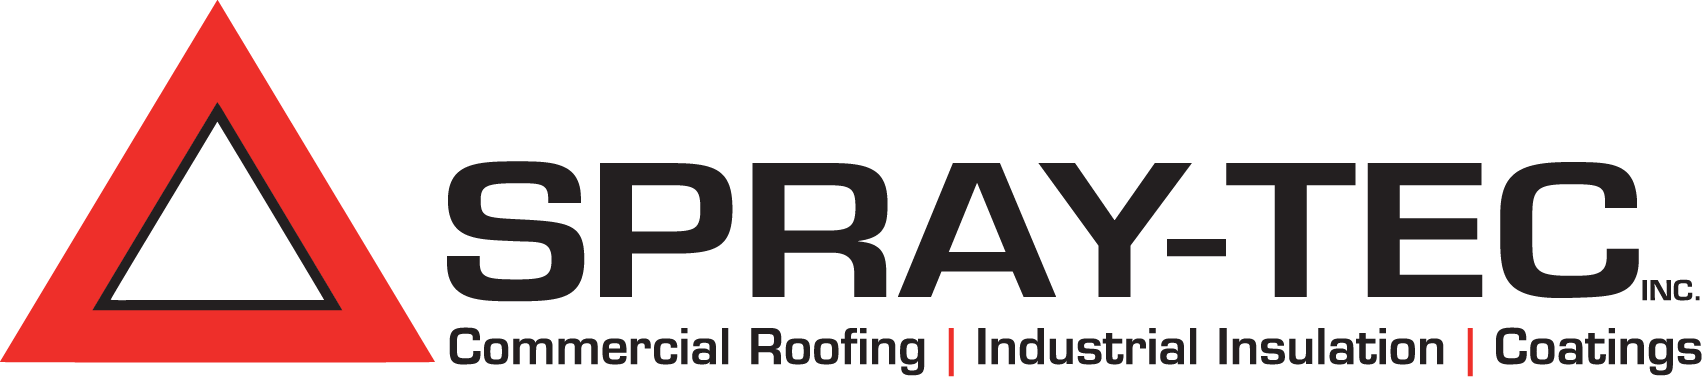 SPRAY-TEC INC.
Commercial Roofing | Industrial Insulation | Coatings